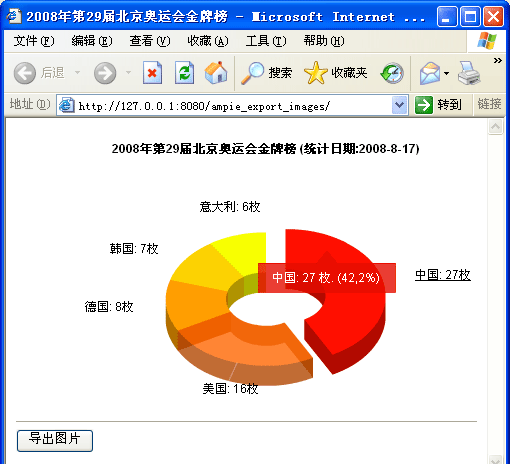 2008年第29届北京奥运会金牌榜 - Microsoft Internet ...
文件(F) 编辑(E) 查看(V) 收藏(A) 工具(T) 帮助(H)
后退 搜索 收藏夹
地址(D) http://127.0.0.1:8080/ampie_export_images/ 转到 链接
2008年第29届北京奥运会金牌榜 (统计日期:2008-8-17)
意大利: 6枚
韩国: 7枚
中国: 27 枚. (42,2%)
中国: 27枚
德国: 8枚
美国: 16枚
导出图片